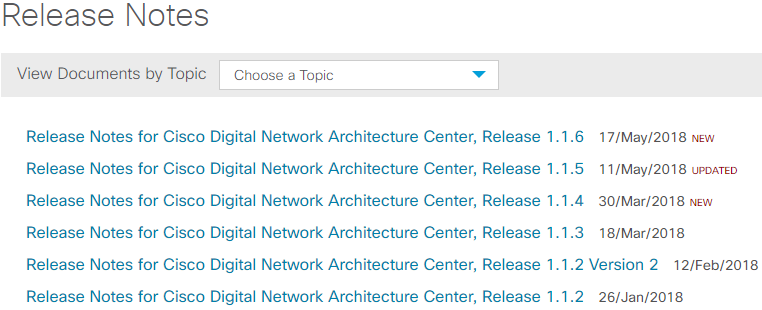 Release Notes
View Documents by Topic Choose a Topic
Release Notes for Cisco Digital Network Architecture Center, Release 1.1.6 17/May/2018 NEW
Release Notes for Cisco Digital Network Architecture Center, Release 1.1.5 11/May/2018 UPDATED
Release Notes for Cisco Digital Network Architecture Center, Release 1.1.4 30/Mar/2018 NEW
Release Notes for Cisco Digital Network Architecture Center, Release 1.1.3 18/Mar/2018
Release Notes for Cisco Digital Network Architecture Center, Release 1.1.2 Version 2 12/Feb/2018
Release Notes for Cisco Digital Network Architecture Center, Release 1.1.2 26/Jan/2018